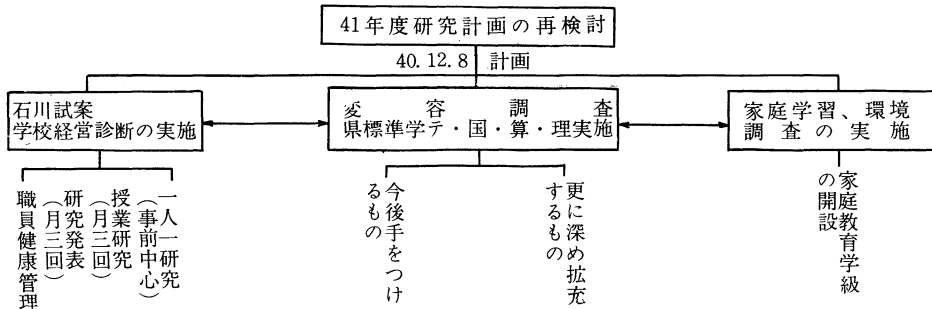 41年度研究計画の再検討
40.12.8 計画
石川試案
学校経営診断の実施
変容調査
県標準学テ・国・算・理実施
家庭学習、環境
調査の実施
一人一研究
(事前中心)
授業研究
(月三回)
研究発表
(月三回)
職員健康管理
更に深め拡充
するもの
今後手をつけ
るもの
家庭教育学級
の開設